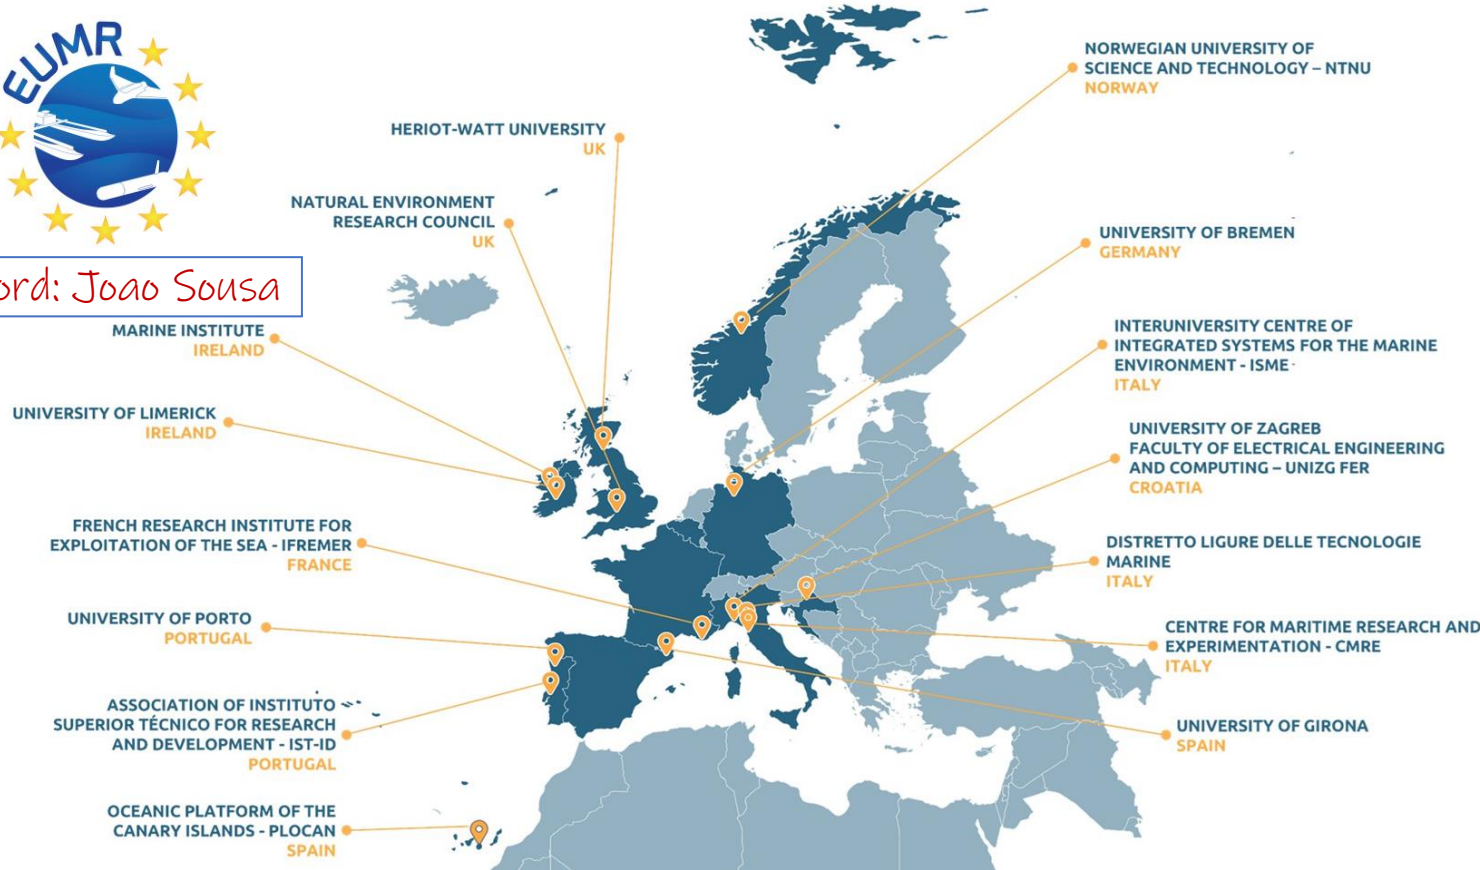 EUMR
ord: Joao Sousa
HERIOT-WATT UNIVERSITY
UK
NATURAL ENVIRONMENT
RESEARCH COUNCIL
UK
MARINE INSTITUTE
IRELAND
UNIVERSITY OF LIMERICK
IRELAND
FRENCH RESEARCH INSTITUTE FOR
EXPLOITATION OF THE SEA - IFREMER
FRANCE
UNIVERSITY OF PORTO
PORTUGAL
ASSOCIATION OF INSTITUTO
SUPERIOR TÉCNICO FOR RESEARCH
AND DEVELOPMENT - IST-ID
PORTUGAL
OCEANIC PLATFORM OF THE
CANARY ISLANDS - PLOCAN
SPAIN
NORWEGIAN UNIVERSITY OF
SCIENCE AND TECHNOLOGY – NTNU
NORWAY
UNIVERSITY OF BREMEN
GERMANY
INTERUNIVERSITY CENTRE OF
INTEGRATED SYSTEMS FOR THE MARINE
ENVIRONMENT - ISME
ITALY
UNIVERSITY OF ZAGREB
FACULTY OF ELECTRICAL ENGINEERING
AND COMPUTING – UNIZG FER
CROATIA
DISTRETTO LIGURE DELLE TECNOLOGIE
MARINE
ITALY
CENTRE FOR MARITIME RESEARCH AND
EXPERIMENTATION - CMRE
ITALY
UNIVERSITY OF GIRONA
SPAIN